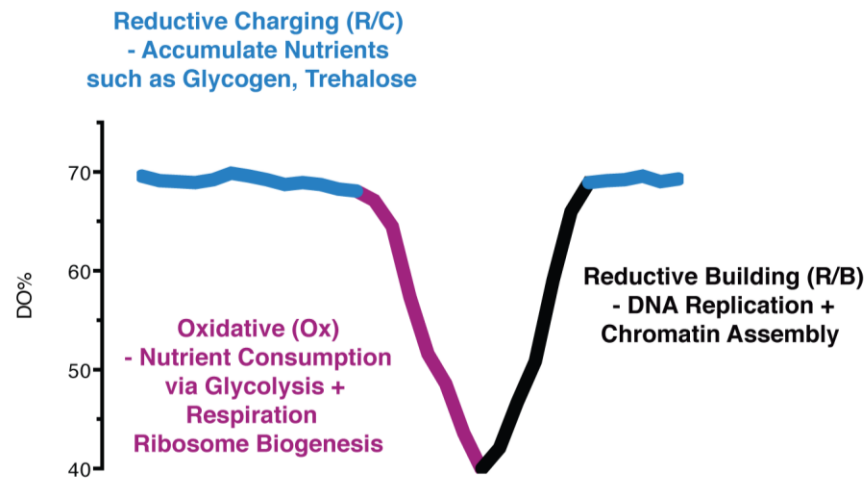 Reductive Charging (R/C)
- Accumulate Nutrients
such as Glycogen, Trehalose
70
60
50
40
DO%
Oxidative (Ox)
- Nutrient Consumption
via Glycolysis +
Respiration
Ribosome Biogenesis
Reductive Building (R/B)
- DNA Replication +
Chromatin Assembly